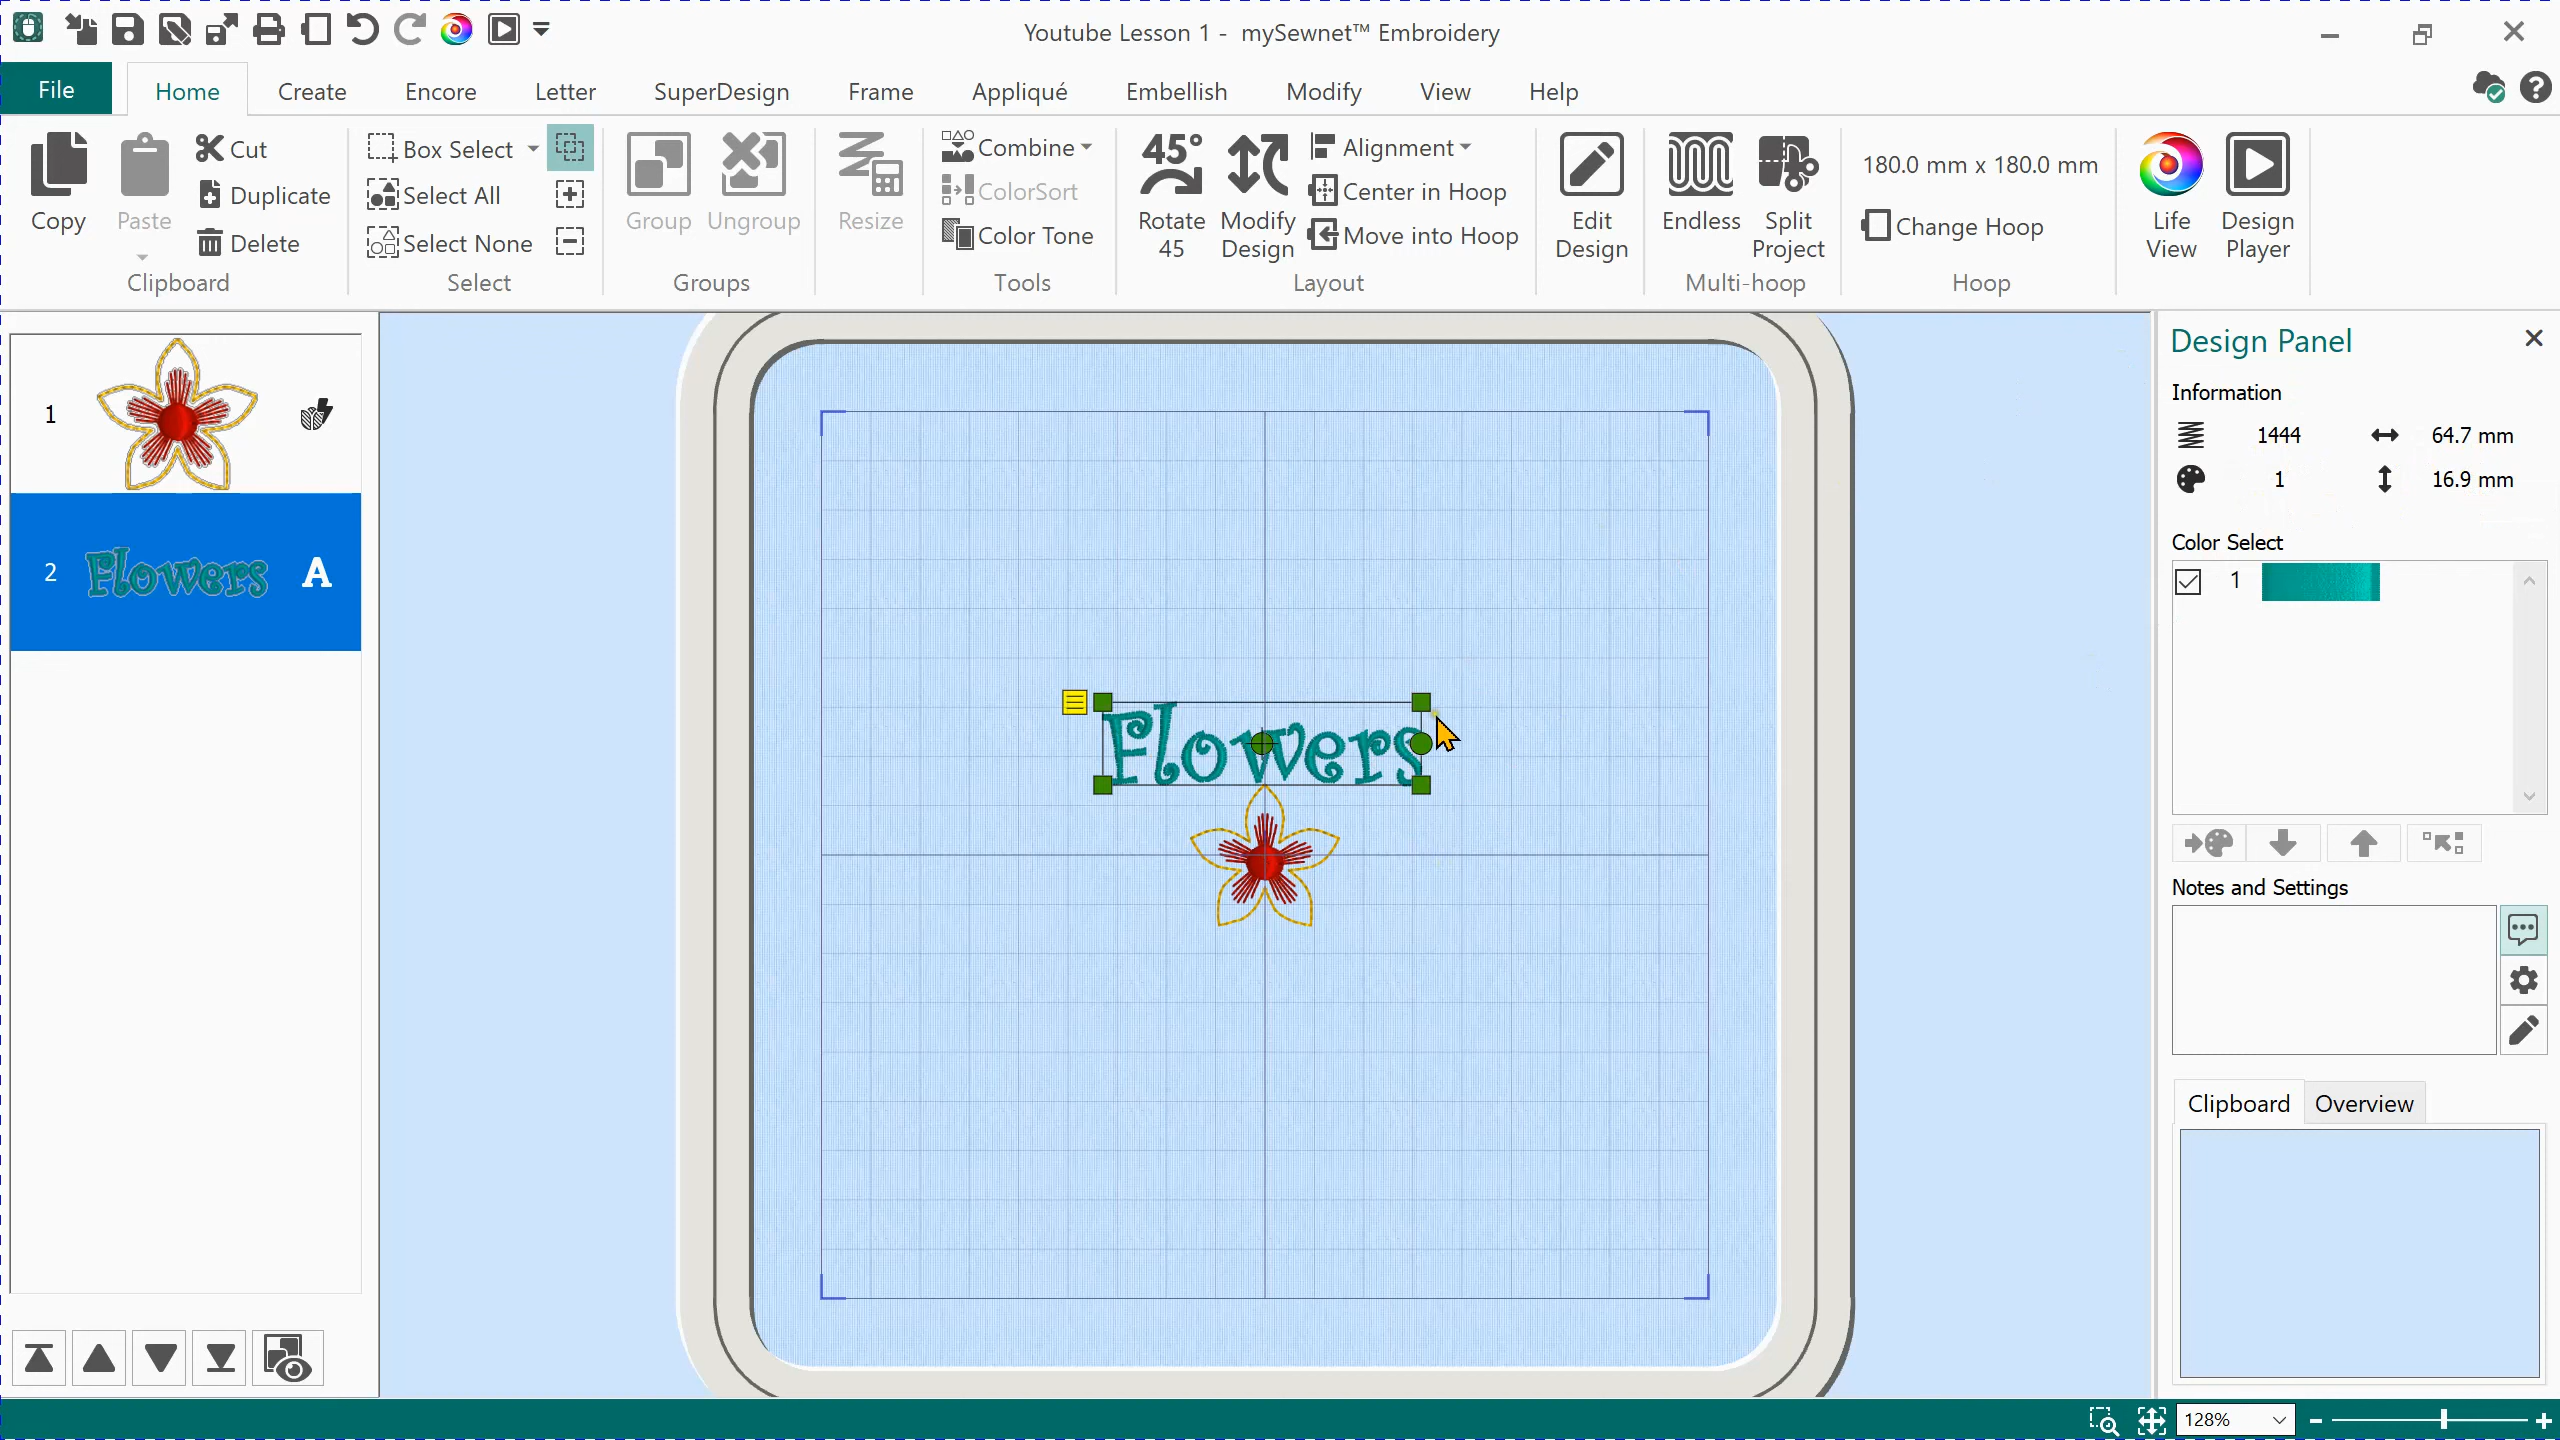 Youtube Lesson 1 - mySewnet™ Embroidery
File Home Create Encore Letter SuperDesign Frame Appliqué Embellish Modify View Help
Copy
Paste
Cut
Duplicate
Delete
Clipboard
Box Select
Select All
Select None
Select
Group
Ungroup
Groups
Resize
Combine
ColorSort
Color Tone
Tools
45°
Rotate
45
Modify
Design
Alignment
Center in Hoop
Move into Hoop
Layout
Edit
Design
Endless
Split
Project
Multi-hoop
180.0 mm x 180.0 mm
Change Hoop
Hoop
Life
View
Design
Player
1
2 Flowers A
Flowers
Design Panel
Information
1444 64.7 mm
1 16.9 mm
Color Select
1
Notes and Settings
Clipboard Overview
128%